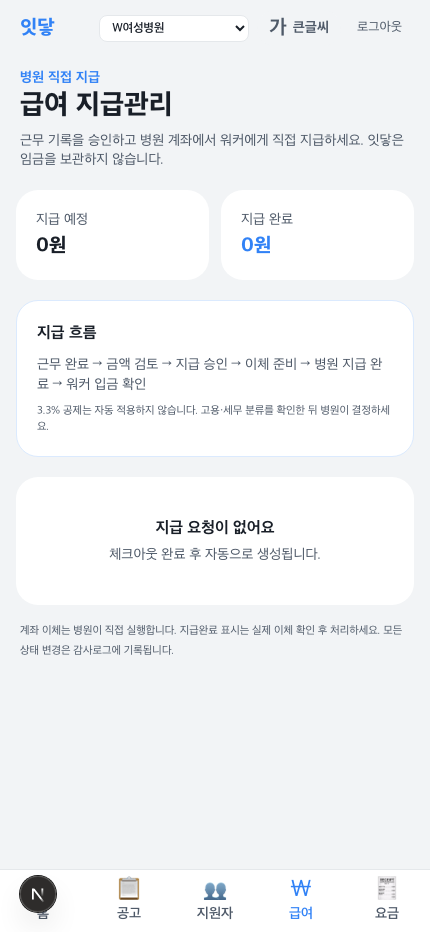 잇닿
W여성병원
가 큰글씨
로그아웃
병원 직접 지급
급여 지급관리
근무 기록을 승인하고 병원 계좌에서 워커에게 직접 지급하세요. 잇닿은
임금을 보관하지 않습니다.
지급 예정
0원
지급 완료
0원
지급 흐름
근무 완료 → 금액 검토 → 지급 승인 → 이체 준비 → 병원 지급 완
료 → 워커 입금 확인
3.3% 공제는 자동 적용하지 않습니다. 고용·세무 분류를 확인한 뒤 병원이 결정하세
요.
지급 요청이 없어요
체크아웃 완료 후 자동으로 생성됩니다.
계좌 이체는 병원이 직접 실행합니다. 지급완료 표시는 실제 이체 확인 후 처리하세요. 모든
상태 변경은 감사로그에 기록됩니다.
N
공고
지원자
₩
급여
요금